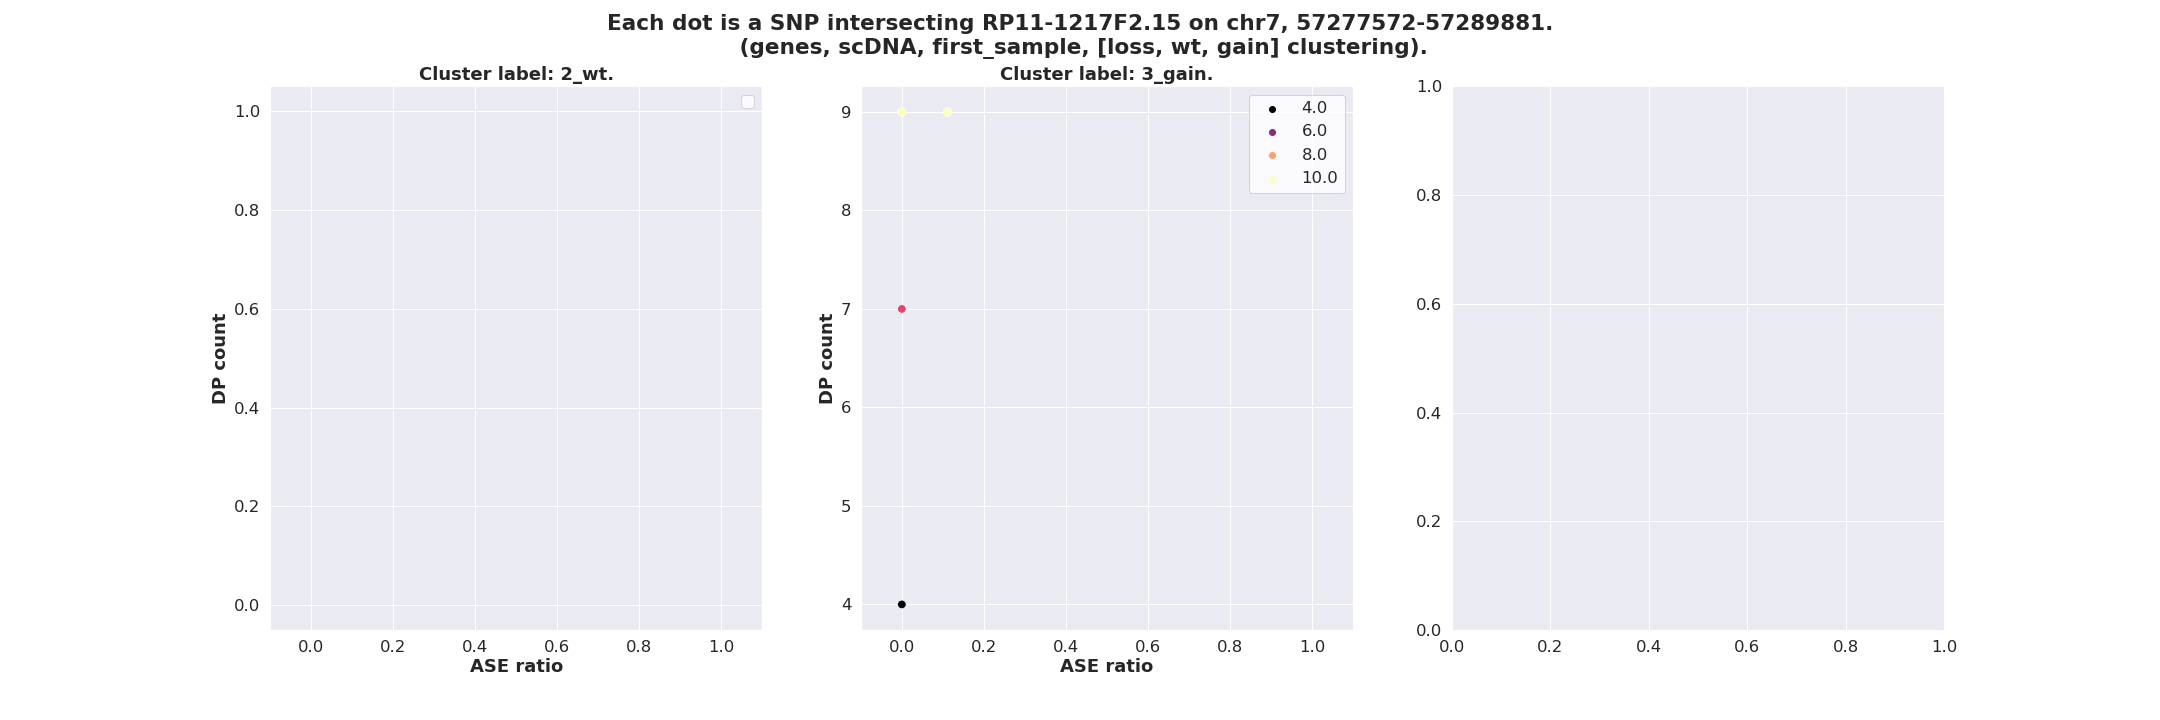 Each dot is a SNP intersecting RP11-1217F2.15 on chr7, 57277572-57289881.
(genes, scDNA, first_sample, [loss, wt, gain] clustering).
Cluster label: 2_wt.
1.0
0.8
0.6
0.4
0.2
0.0
DP count
0.0 0.2 0.4 0.6 0.8 1.0
ASE ratio
Cluster label: 3_gain.
9
8
7
6
5
4
DP count
4.0
6.0
8.0
10.0
0.0 0.2 0.4 0.6 0.8 1.0
ASE ratio
1.0
0.8
0.6
0.4
0.2
0.0
0.0 0.2 0.4 0.6 0.8 1.0